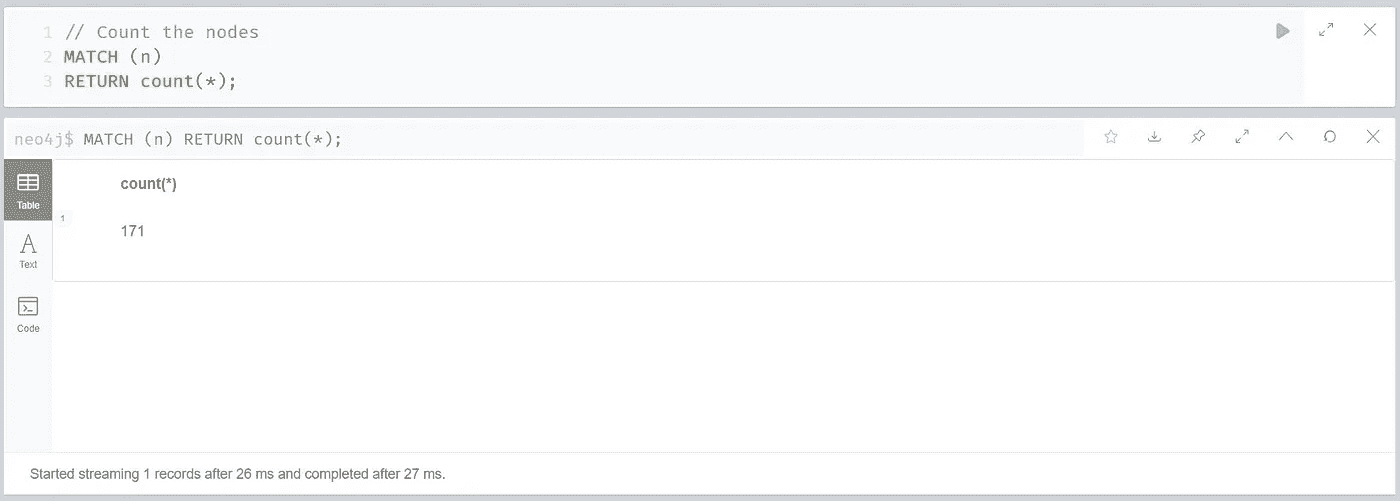 1 // Count the nodes
2 MATCH (n)
3 RETURN count(*);
neo4j$ MATCH (n) RETURN count(*);
Table
Text
Code
count(*)
1
171
Started streaming 1 records after 26 ms and completed after 27 ms.